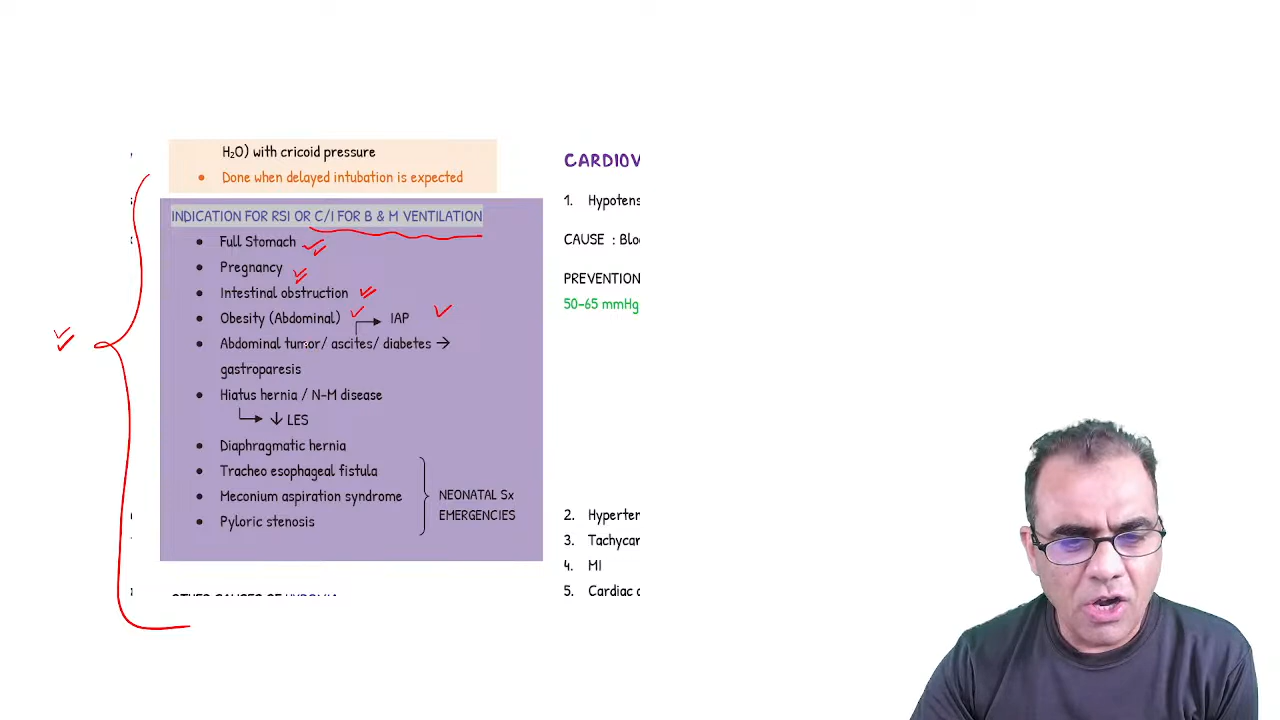 H₂O) with cricoid pressure
• Done when delayed intubation is expected
INDICATION FOR RSI OR C/I FOR B & M VENTILATION
• Full Stomach
• Pregnancy
• Intestinal obstruction
• Obesity (Abdominal)
IAP
• Abdominal tumor/ ascites/ diabetes →
gastroparesis
• Hiatus hernia / N-M disease
↓ LES
• Diaphragmatic hernia
• Tracheo esophageal fistula
• Meconium aspiration syndrome
• Pyloric stenosis
NEONATAL Sx
EMERGENCIES
CARDIOV
1. Hypotens
CAUSE : Bloo
PREVENTION
50-65 mmHg
2. Hyperten
3. Tachycar
4. MI
5. Cardiac